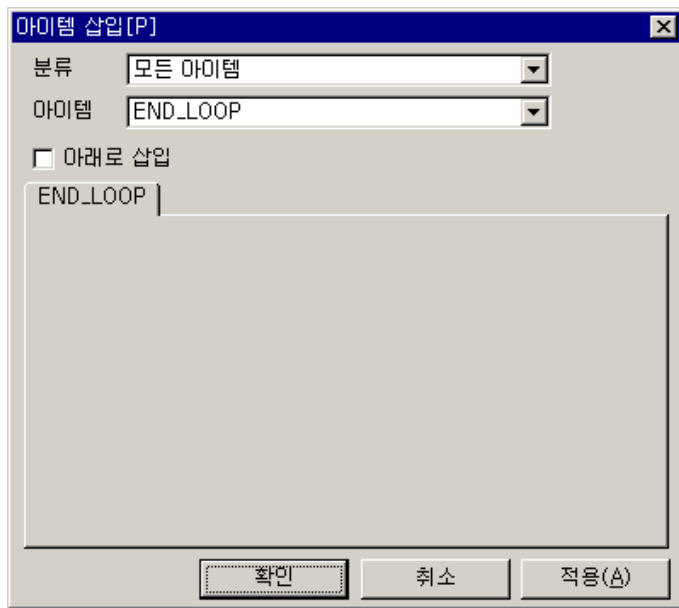 아이템 삽입[P]
분류 모든 아이템
아이템 END_LOOP
아래로 삽입
END_LOOP
확인 취소 적용(A)